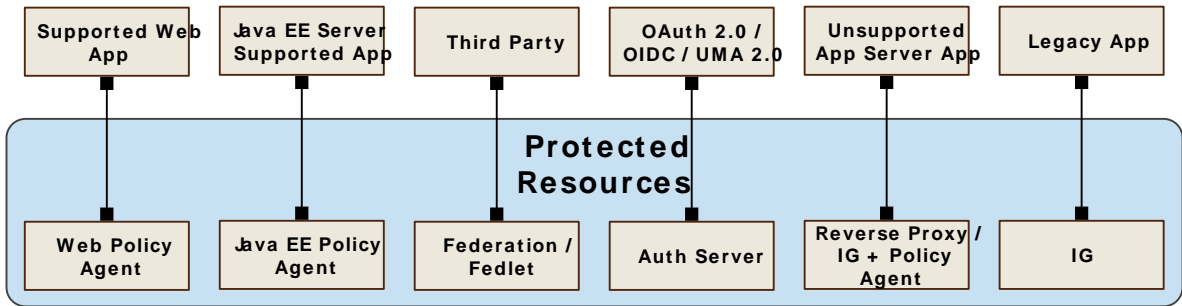 Supported Web
App
Java EE Server
Supported App
Third Party
OAuth 2.0 /
OIDC / UMA 2.0
Unsupported
App Server App
Legacy App
Protected
Resources
Web Policy
Agent
Java EE Policy
Agent
Federation /
Fedlet
Auth Server
Reverse Proxy /
IG + Policy
Agent
IG